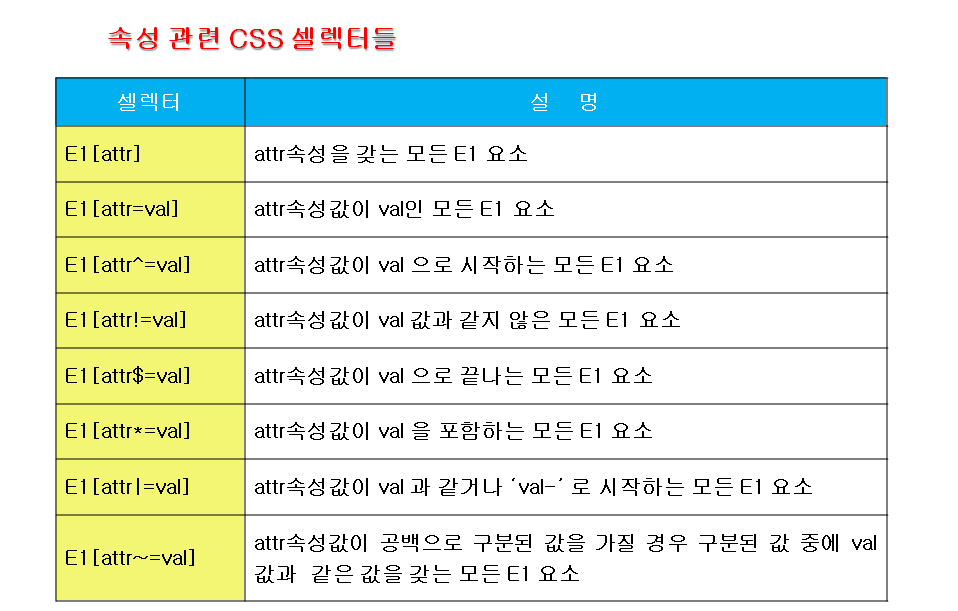 속성 관련 CSS 셀렉터들
셀렉터 설 명
E1[attr] attr속성을 갖는 모든 E1 요소
E1[attr=val] attr속성값이 val인 모든 E1 요소
E1[attr^=val] attr속성값이 val 으로 시작하는 모든 E1 요소
E1[attr!=val] attr속성값이 val 값과 같지 않은 모든 E1 요소
E1[attr$=val] attr속성값이 val 으로 끝나는 모든 E1 요소
E1[attr*=val] attr속성값이 val 을 포함하는 모든 E1 요소
E1[attr|=val] attr속성값이 val 과 같거나 ‘val-’ 로 시작하는 모든 E1 요소
E1[attr~=val] attr속성값이 공백으로 구분된 값을 가질 경우 구분된 값 중에 val
값과 같은 값을 갖는 모든 E1 요소